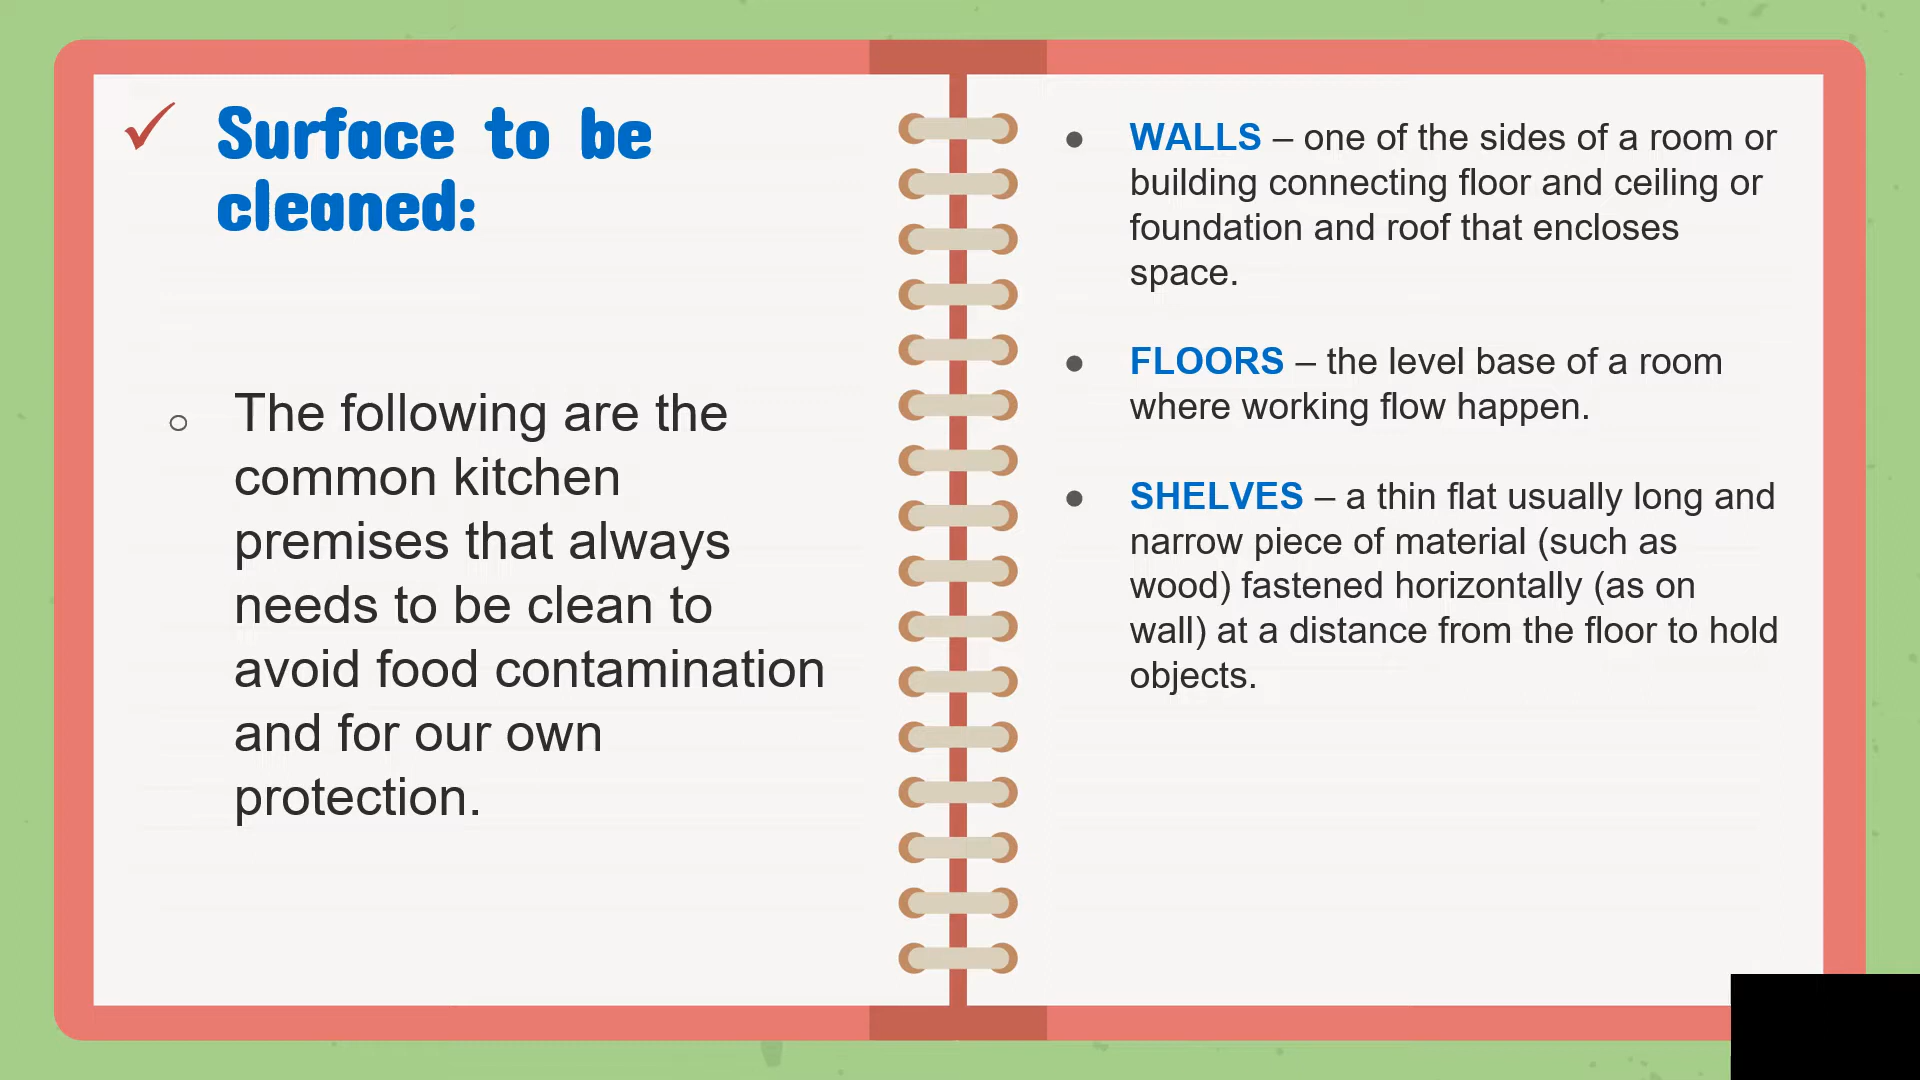 Surface to be
cleaned:
The following are the
common kitchen
premises that always
needs to be clean to
avoid food contamination
and for our own
protection.
WALLS – one of the sides of a room or
building connecting floor and ceiling or
foundation and roof that encloses
space.
FLOORS – the level base of a room
where working flow happen.
SHELVES – a thin flat usually long and
narrow piece of material (such as
wood) fastened horizontally (as on
wall) at a distance from the floor to hold
objects.